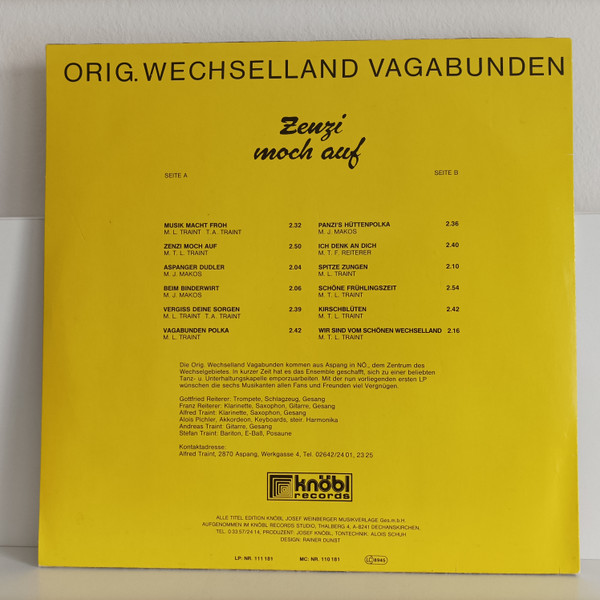 ORIG. WECHSELLAND VAGABUNDEN
Zenzi
moch auf
SEITE A
SEITE B
MUSIK MACHT FROH 2.32
M. L. TRAINT T. A. TRAINT
ZENZI MOCH AUF 2.50
M. T. L. TRAINT
ASPANGER DUDLER 2.04
M. J. MAKOS
BEIM BINDERWIRT 2.06
M. J. MAKOS
VERGISS DEINE SORGEN 2.39
M. L. TRAINT T. A. TRAINT
VAGABUNDEN POLKA 2.42
M. L. TRAINT
PANZI'S HÜTTENPOLKA 2.36
M. J. MAKOS
ICH DENK AN DICH 2.40
M. T. F. REITERER
SPITZE ZUNGEN 2.10
M. L. TRAINT
SCHÖNE FRÜHLINGSZEIT 2.54
M. T. L. TRAINT
KIRSCHBLÜTEN 2.42
M. T. L. TRAINT
WIR SIND VOM SCHÖNEN WECHSELLAND 2.16
M. T. L. TRAINT
Die Orig. Wechselland Vagabunden kommen aus Aspang in NÖ., dem Zentrum des
Wechselgebietes. In kurzer Zeit hat es das Ensemble geschafft, sich zu einer beliebten
Tanz- u. Unterhaltungskapelle emporzuarbeiten. Mit der nun vorliegenden ersten LP
wünschen die sechs Musikanten allen Fans und Freunden viel Vergnügen.
Gottfried Reiterer: Trompete, Schlagzeug, Gesang
Franz Reiterer: Klarinette, Saxophon, Gitarre, Gesang
Alfred Traint: Klarinette, Saxophon, Gesang
Alois Pichler, Akkordeon, Keyboards, steir. Harmonika
Andreas Traint: Gitarre, Gesang
Stefan Traint: Bariton, E-Baß, Posaune
Kontaktadresse:
Alfred Traint, 2870 Aspang, Werkgasse 4, Tel. 02642/24 01, 23 25
knöbl
records
ALLE TITEL EDITION KNÖBL JOSEF WEINBERGER MUSIKVERLAGE Ges.m.b.H.
AUFGENOMMEN IM KNÖBL RECORDS STUDIO, THALBERG 4, A-8241 DECHANTSKIRCHEN,
TEL. 0 33 97/24 14, PRODUZENT: JOSEF KNÖBL, TONTECHNIK: ALOIS SCHUH
DESIGN: RAINER DUNST
LP: NR. 111 181 MC: NR. 110 181